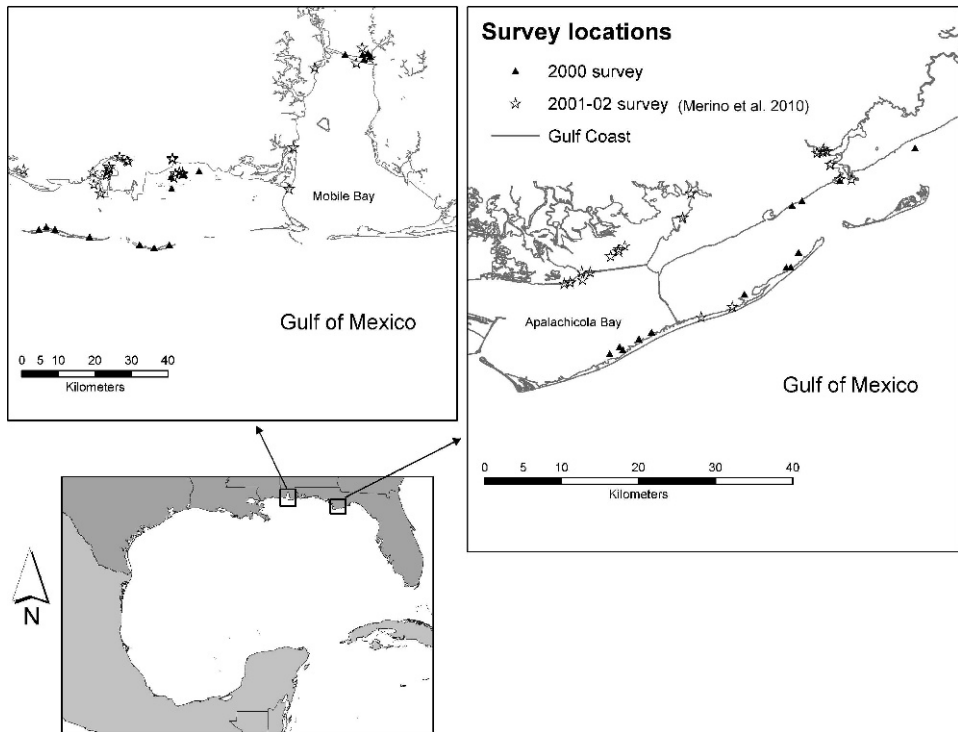 Mobile Bay
Gulf of Mexico
0 5 10 20 30 40
Kilometers
Survey locations
2000 survey
2001-02 survey (Merino et al. 2010)
Gulf Coast
Apalachicola Bay
Gulf of Mexico
0 10 20 30 40
Kilometers
N